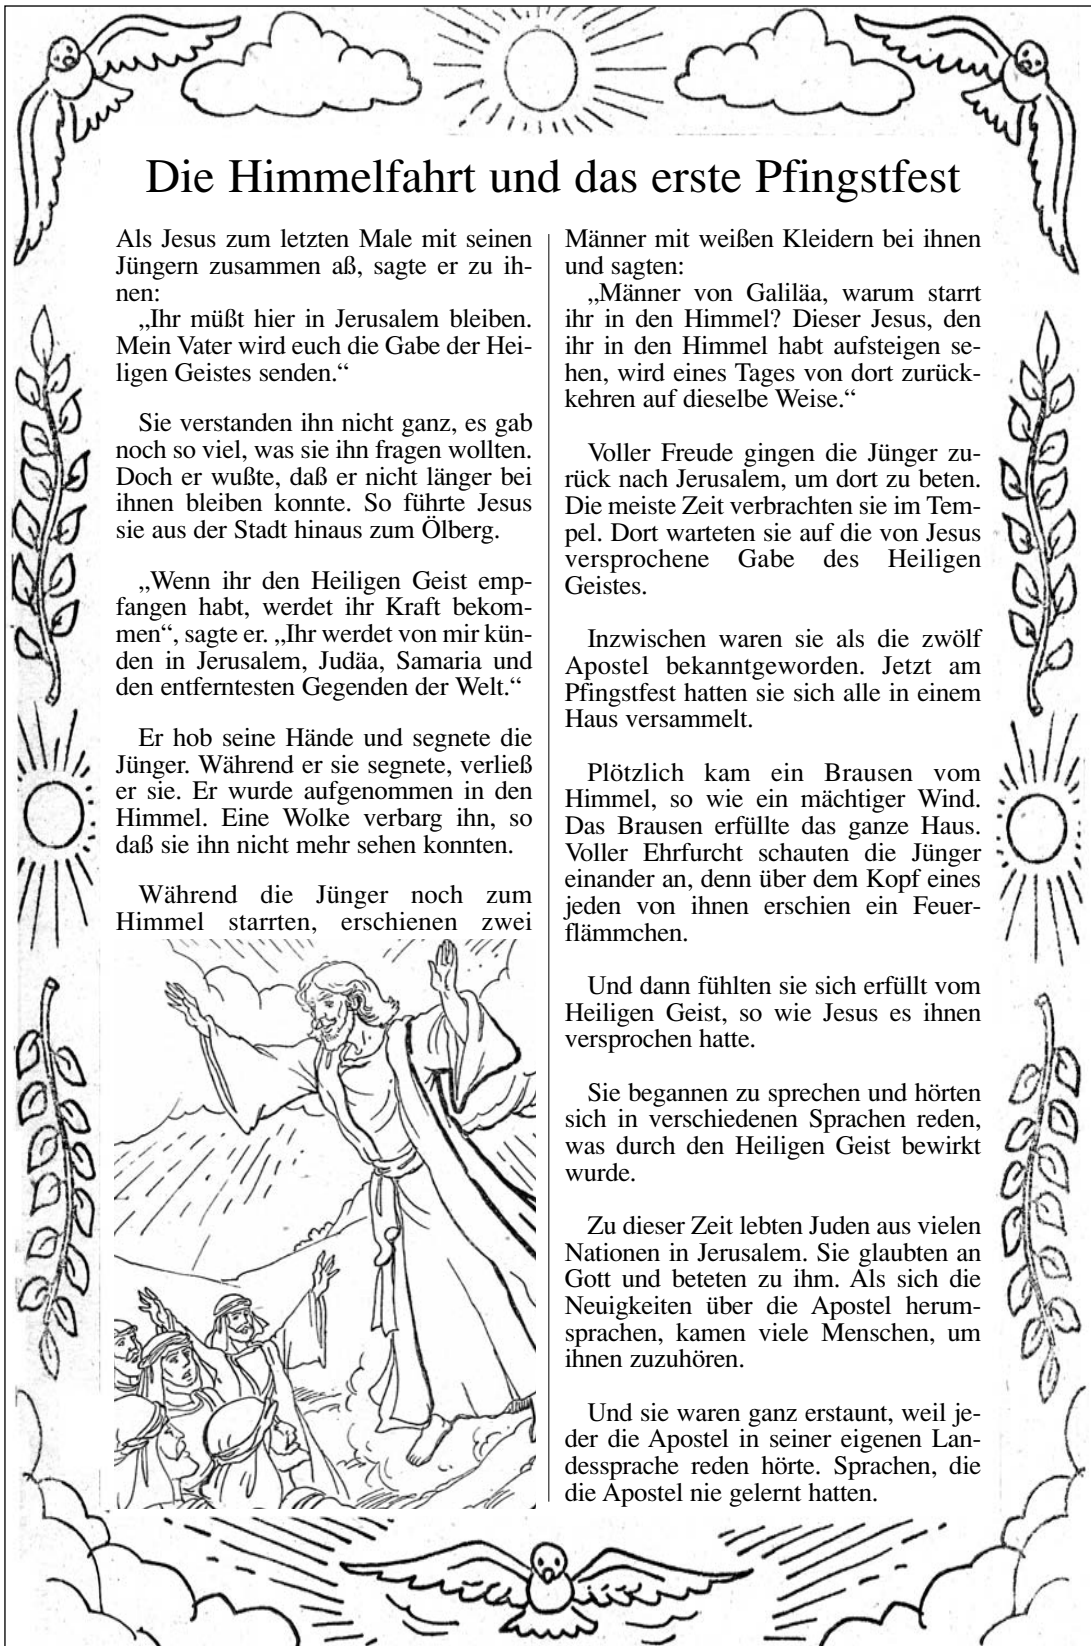 Die Himmelfahrt und das erste Pfingstfest
Als Jesus zum letzten Male mit seinen
Jüngern zusammen aß, sagte er zu ih-
nen:
„Ihr müßt hier in Jerusalem bleiben.
Mein Vater wird euch die Gabe der Hei-
ligen Geistes senden.“
Sie verstanden ihn nicht ganz, es gab
noch so viel, was sie ihn fragen wollten.
Doch er wußte, daß er nicht länger bei
ihnen bleiben konnte. So führte Jesus
sie aus der Stadt hinaus zum Ölberg.
„Wenn ihr den Heiligen Geist emp-
fangen habt, werdet ihr Kraft bekom-
men“, sagte er. „Ihr werdet von mir kün-
den in Jerusalem, Judäa, Samaria und
den entferntesten Gegenden der Welt.“
Er hob seine Hände und segnete die
Jünger. Während er sie segnete, verließ
er sie. Er wurde aufgenommen in den
Himmel. Eine Wolke verbarg ihn, so
daß sie ihn nicht mehr sehen konnten.
Während die Jünger noch zum
Himmel starrten, erschienen zwei
Männer mit weißen Kleidern bei ihnen
und sagten:
„Männer von Galiläa, warum starrt
ihr in den Himmel? Dieser Jesus, den
ihr in den Himmel habt aufsteigen se-
hen, wird eines Tages von dort zurück-
kehren auf dieselbe Weise.“
Voller Freude gingen die Jünger zu-
rück nach Jerusalem, um dort zu beten.
Die meiste Zeit verbrachten sie im Tem-
pel. Dort warteten sie auf die von Jesus
versprochene Gabe des Heiligen
Geistes.
Inzwischen waren sie als die zwölf
Apostel bekanntgeworden. Jetzt am
Pfingstfest hatten sie sich alle in einem
Haus versammelt.
Plötzlich kam ein Brausen vom
Himmel, so wie ein mächtiger Wind.
Das Brausen erfüllte das ganze Haus.
Voller Ehrfurcht schauten die Jünger
einander an, denn über dem Kopf eines
jeden von ihnen erschien ein Feuer-
flämmchen.
Und dann fühlten sie sich erfüllt vom
Heiligen Geist, so wie Jesus es ihnen
versprochen hatte.
Sie begannen zu sprechen und hörten
sich in verschiedenen Sprachen reden,
was durch den Heiligen Geist bewirkt
wurde.
Zu dieser Zeit lebten Juden aus vielen
Nationen in Jerusalem. Sie glaubten an
Gott und beteten zu ihm. Als sich die
Neuigkeiten über die Apostel herum-
sprachen, kamen viele Menschen, um
ihnen zuzuhören.
Und sie waren ganz erstaunt, weil je-
der die Apostel in seiner eigenen Lan-
dessprache reden hörte. Sprachen, die
die Apostel nie gelernt hatten.